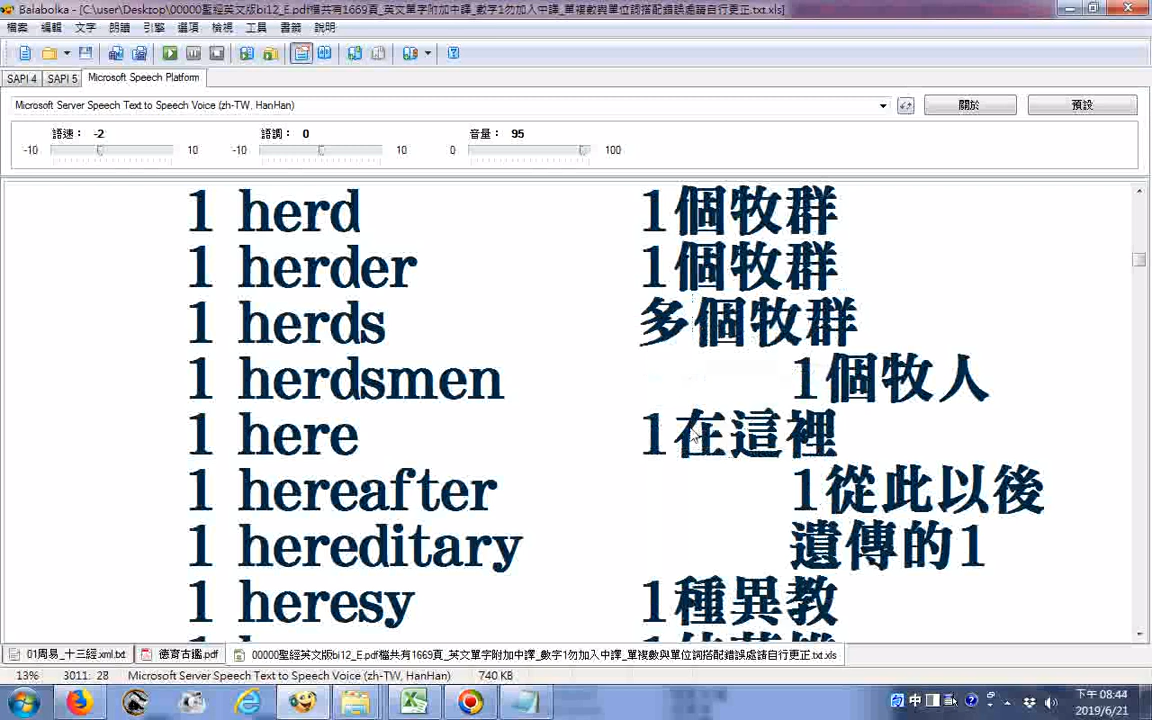 Balabolka - [C:\user\Desktop\00000聖經英文版bi12_E.pdf檔共有1669頁_英文單字附加中譯_數字1勿加入中譯_單複數與單位詞搭配錯誤處請自行更正.txt.xls]
檔案 編輯 文字 朗讀 引擎 選項 檢視 工具 書籤 說明
SAPI 4 SAPI 5 Microsoft Speech Platform
Microsoft Server Speech Text to Speech Voice (zh-TW, HanHan) 關於 預設
語速： -2 語調： 0 音量： 95
-10 10 -10 10 0 100
1 herd 1個牧群
1 herder 1個牧群
1 herds 多個牧群
1 herdsmen 1個牧人
1 here 1在這裡
1 hereafter 1從此以後
1 hereditary 遺傳的1
1 heresy 1種異教
01周易_十三經.xml.txt 德育古鑑.pdf 00000聖經英文版bi12_E.pdf檔共有1669頁_英文單字附加中譯_數字1勿加入中譯_單複數與單位詞搭配錯誤處請自行更正.txt.xls
13% 3011: 28 Microsoft Server Speech Text to Speech Voice (zh-TW, HanHan) 740 KB
中 下午 08:44
2019/6/21